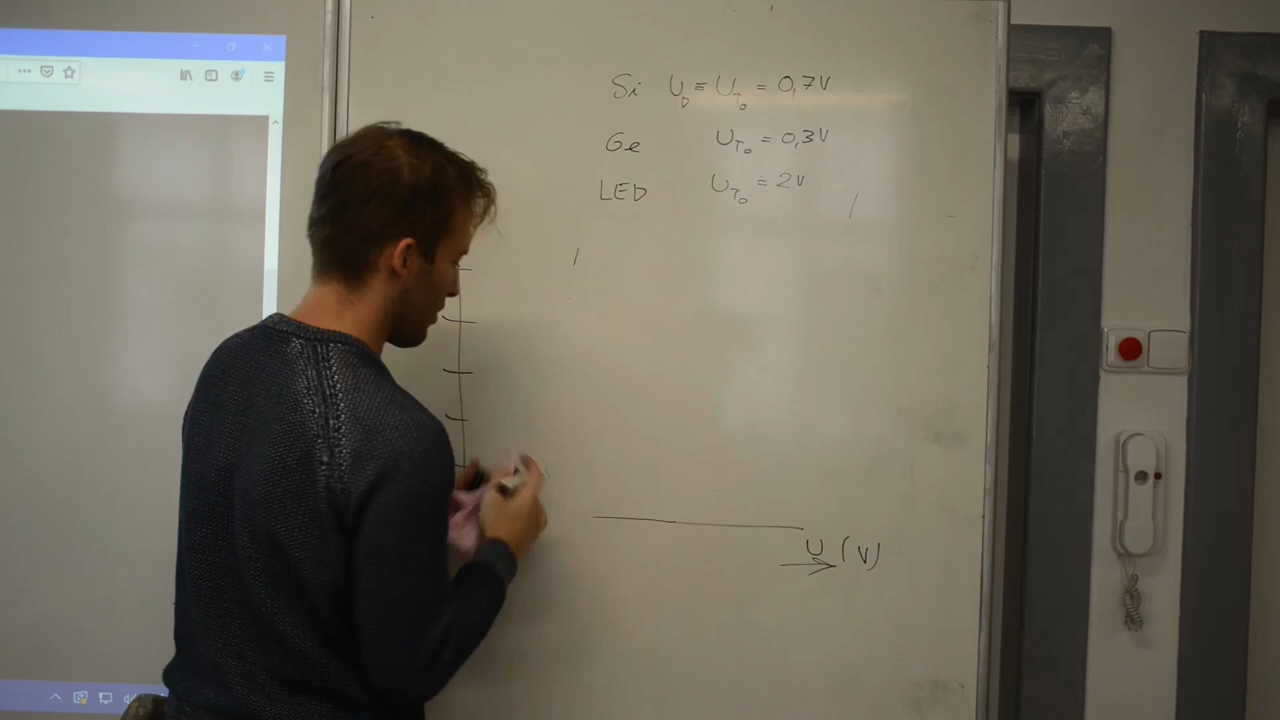 Si U_D = U_T0 = 0,7V
Ge U_T0 = 0,3V
LED U_T0 = 2V
U (V)